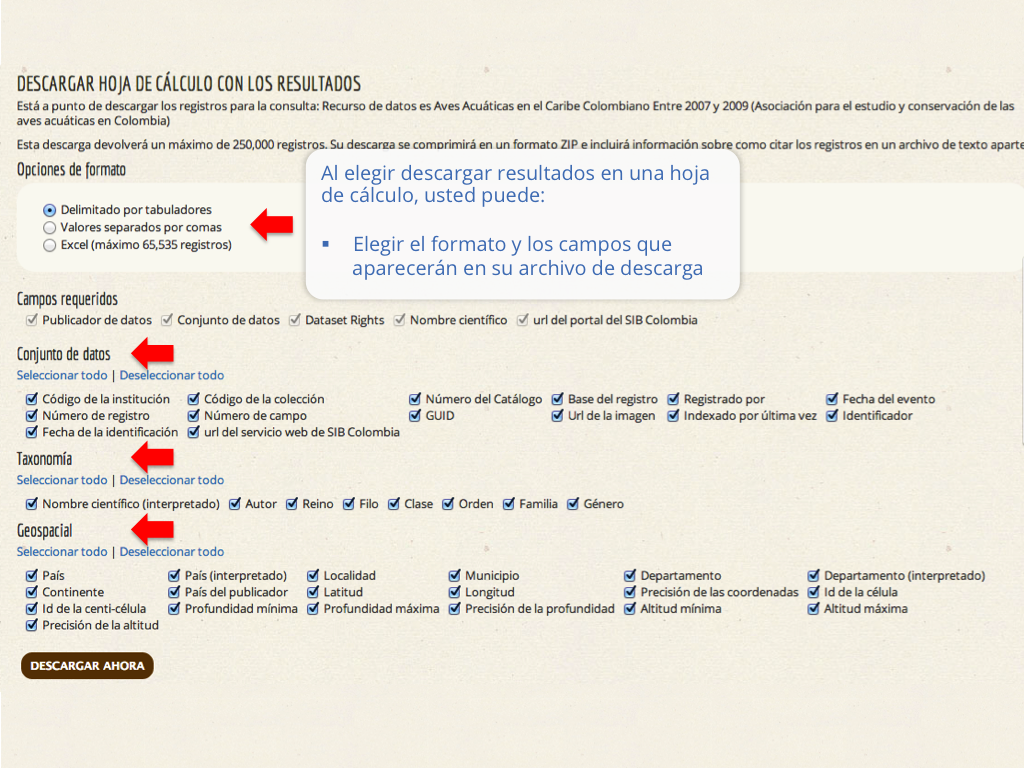 DESCARGAR HOJA DE CÁLCULO CON LOS RESULTADOS
Está a punto de descargar los registros para la consulta: Recurso de datos es Aves Acuáticas en el Caribe Colombiano Entre 2007 y 2009 (Asociación para el estudio y conservación de las
aves acuáticas en Colombia)
Esta descarga devolverá un máximo de 250,000 registros. Su descarga se comprimirá en un formato ZIP e incluirá información sobre como citar los registros en un archivo de texto aparte
Opciones de formato
Delimitado por tabuladores
Valores separados por comas
Excel (máximo 65,535 registros)
Al elegir descargar resultados en una hoja
de cálculo, usted puede:
▪ Elegir el formato y los campos que
aparecerán en su archivo de descarga
Campos requeridos
Publicador de datos Conjunto de datos Dataset Rights Nombre científico url del portal del SIB Colombia
Conjunto de datos
Seleccionar todo | Deseleccionar todo
Código de la institución Código de la colección Número del Catálogo Base del registro Registrado por Fecha del evento
Número de registro Número de campo GUID Url de la imagen Indexado por última vez Identificador
Fecha de la identificación url del servicio web de SIB Colombia
Taxonomía
Seleccionar todo | Deseleccionar todo
Nombre científico (interpretado) Autor Reino Filo Clase Orden Familia Género
Geospacial
Seleccionar todo | Deseleccionar todo
País País (interpretado) Localidad Municipio Departamento Departamento (interpretado)
Continente País del publicador Latitud Longitud Precisión de las coordenadas Id de la célula
Id de la centi-célula Profundidad mínima Profundidad máxima Precisión de la profundidad Altitud mínima Altitud máxima
Precisión de la altitud
DESCARGAR AHORA